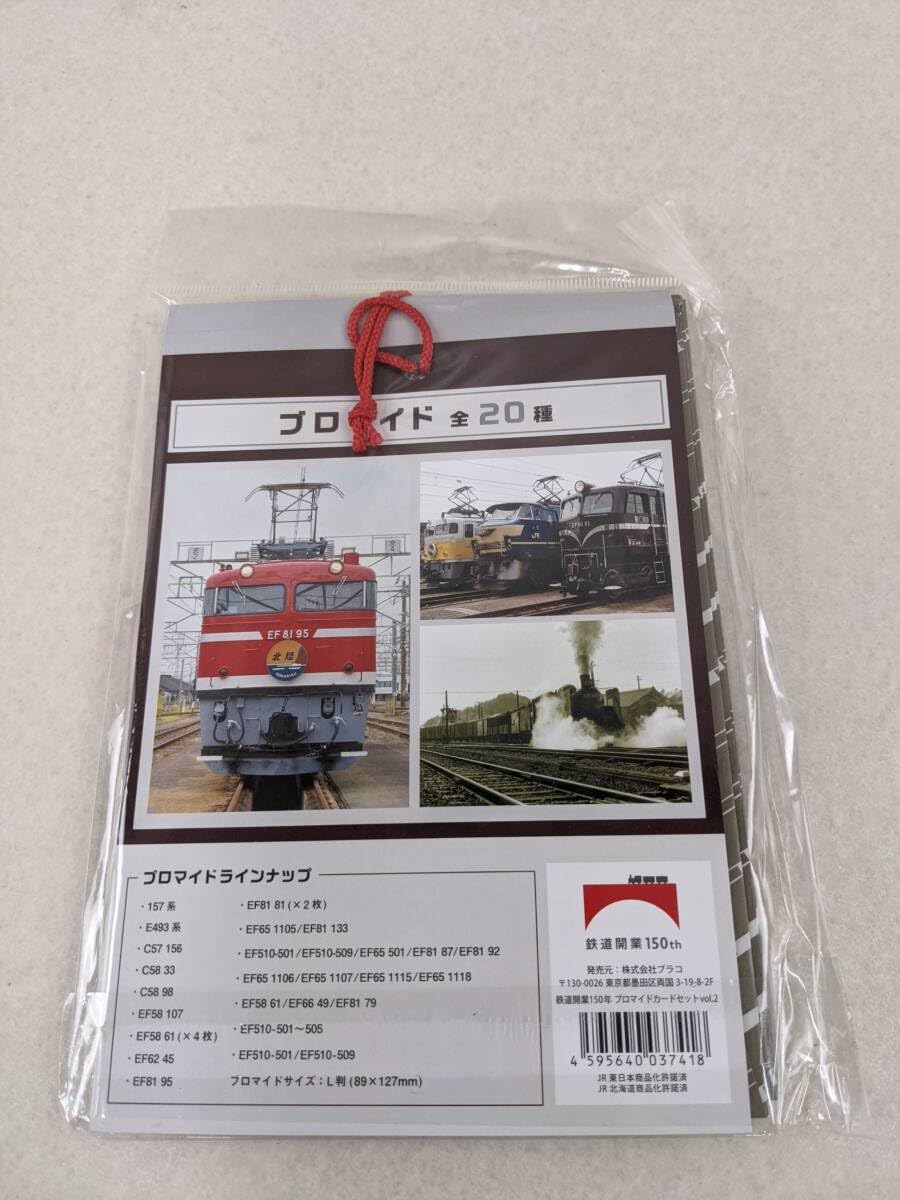 ブロマイド 全20種
EF81 95
北陸
EF58 61
JR
ブロマイドラインナップ
・157系
・E493系
・C57 156
・C58 33
・C58 98
・EF58 107
・EF58 61(×4枚)
・EF62 45
・EF81 95
・EF81 81(×2枚)
・EF65 1105/EF81 133
・EF510-501/EF510-509/EF65 501/EF81 87/EF81 92
・EF65 1106/EF65 1107/EF65 1115/EF65 1118
・EF58 61/EF66 49/EF81 79
・EF510-501〜505
・EF510-501/EF510-509
ブロマイドサイズ：L判(89×127mm)
鉄道開業150th
発売元：株式会社プラコ
〒130-0026 東京都墨田区両国3-19-8-2F
鉄道開業150年 ブロマイドカードセットvol.2
4 595640 037418
JR東日本商品化許諾済
JR北海道商品化許諾済